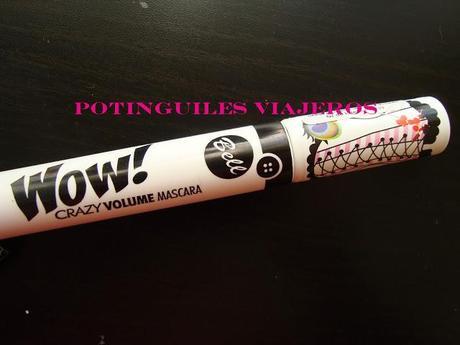 POTINGUILES VIAJEROS
Bell
WOW!
CRAZY VOLUME MASCARA